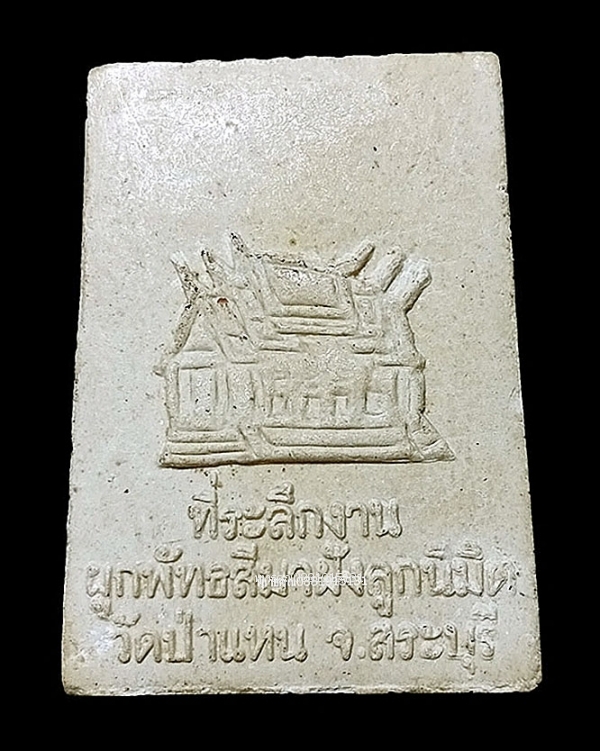 ที่ระลึกงาน
ผูกพัทธสีมาฝังลูกนิมิต
วัดป่าแหน จ.สระบุรี